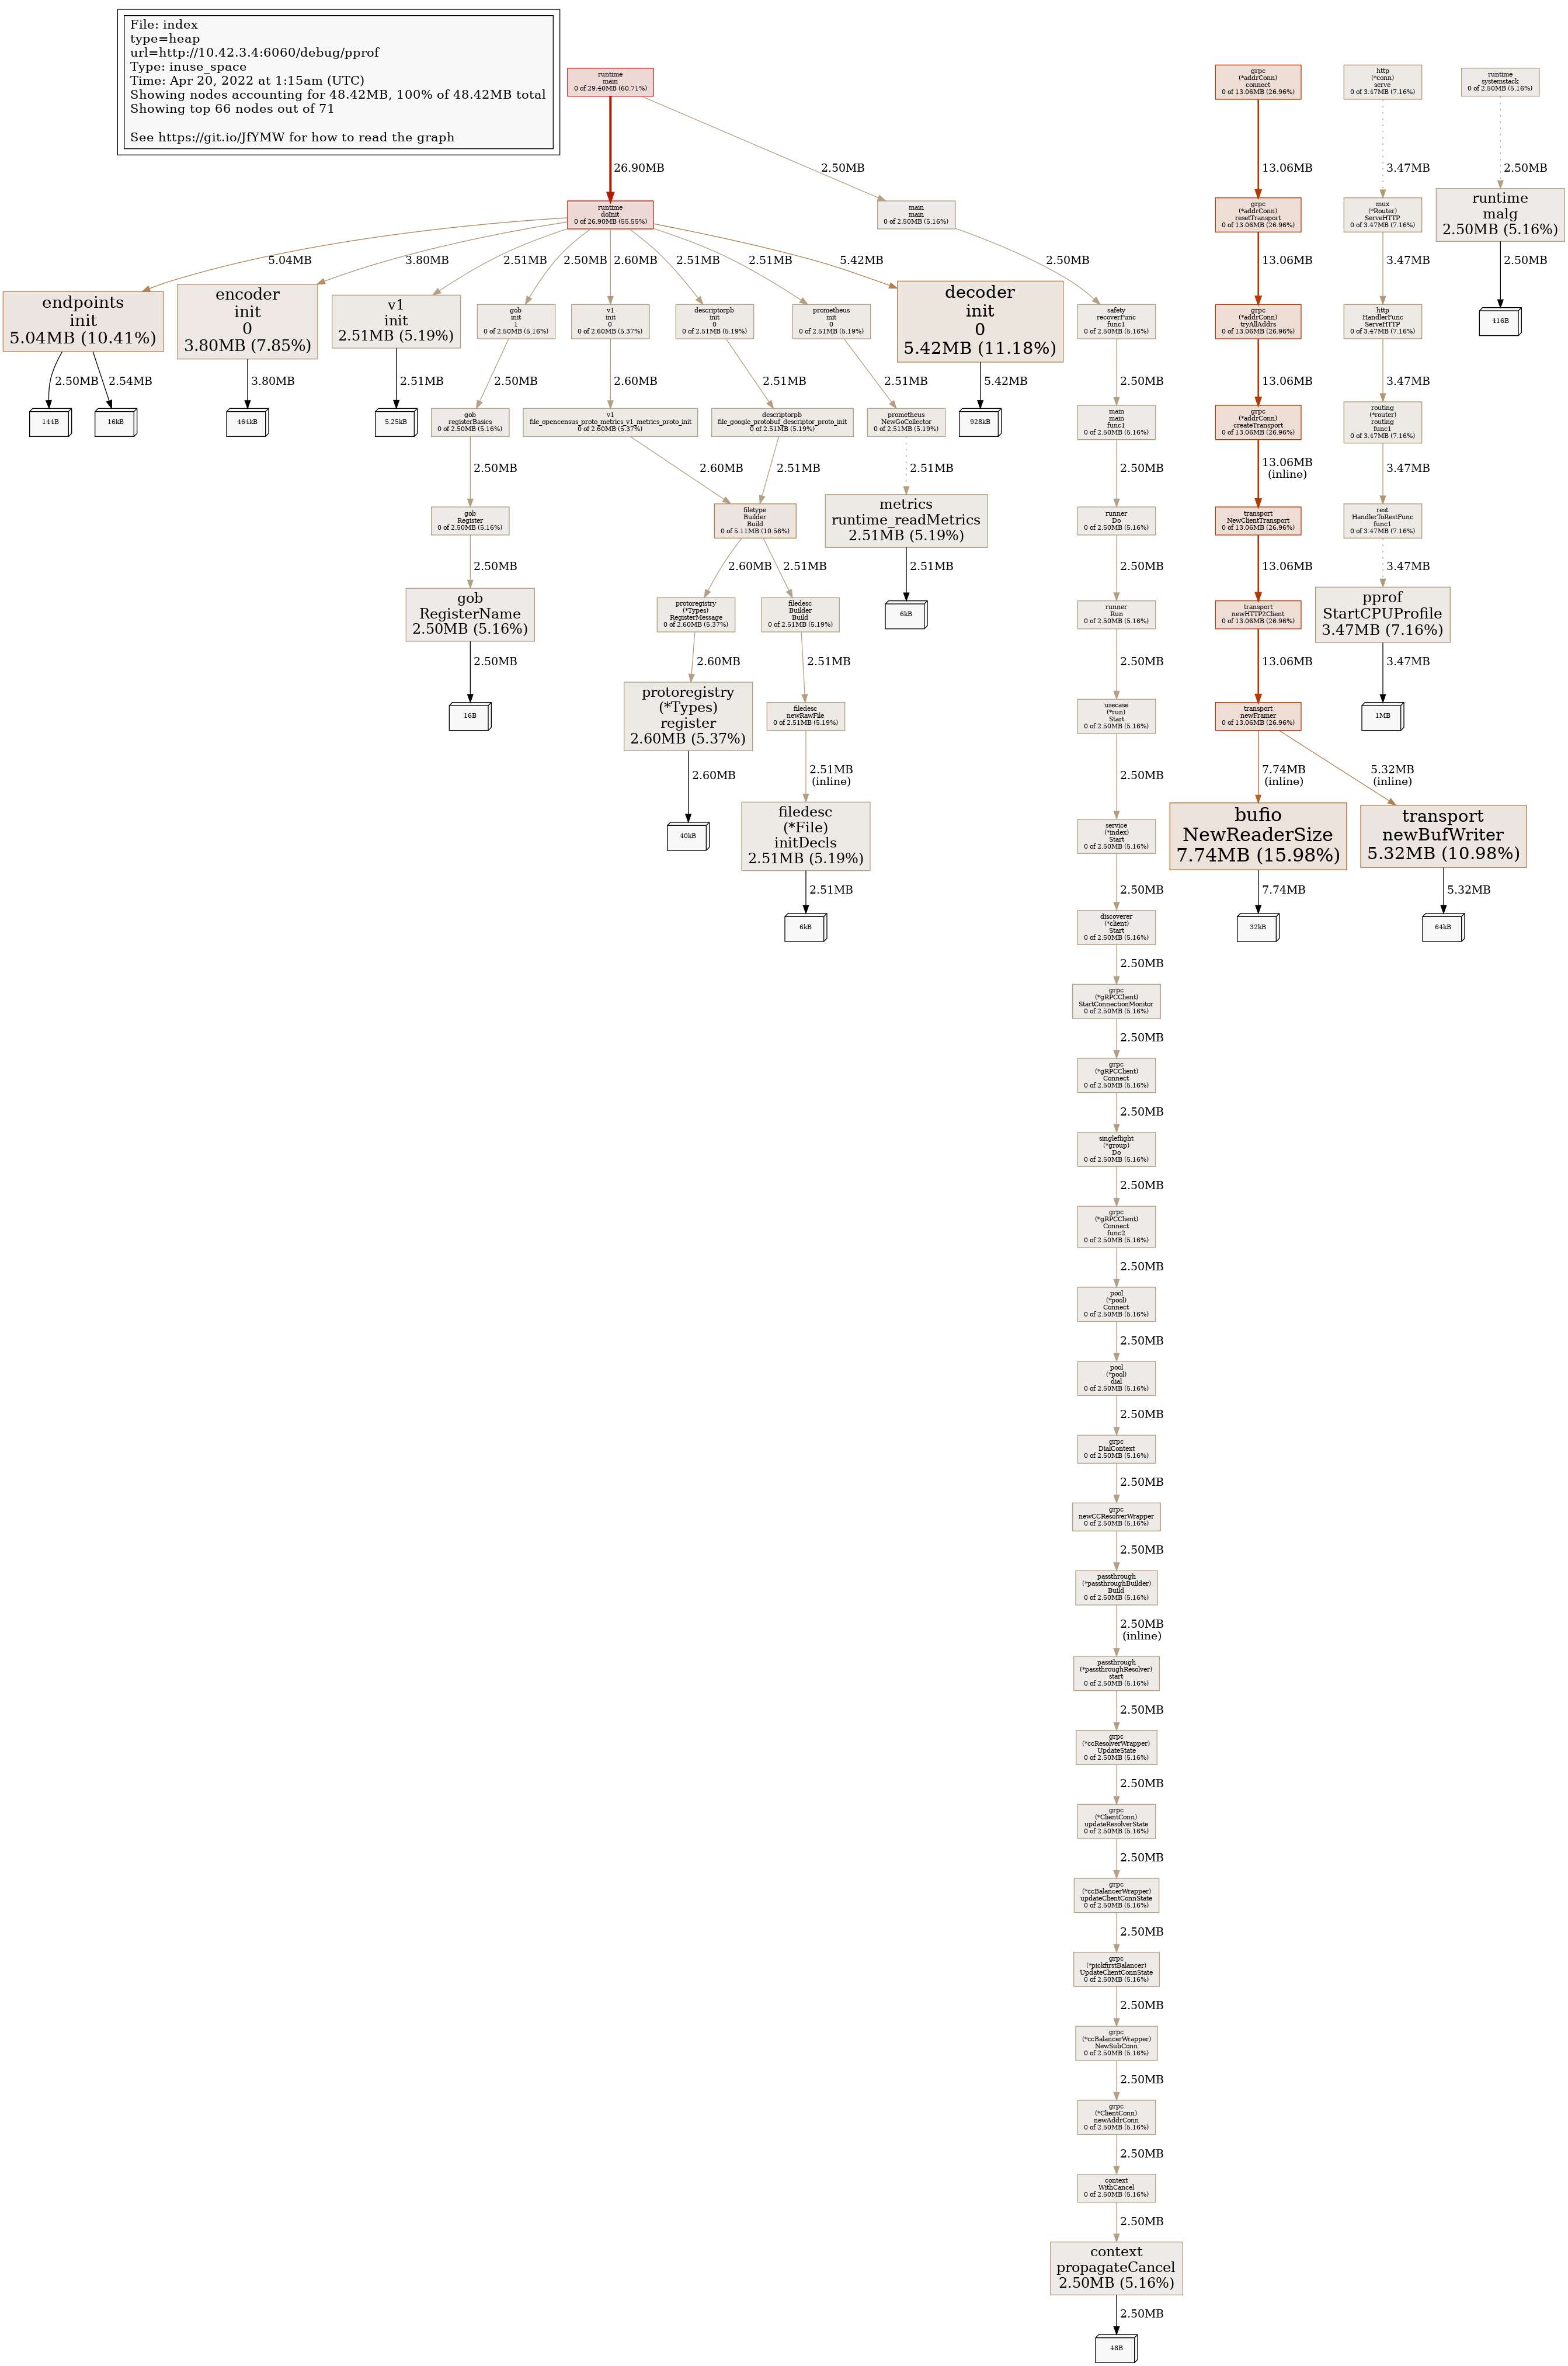 File: index
type=heap
url=http://10.42.3.4:6060/debug/pprof
Type: inuse_space
Time: Apr 20, 2022 at 1:15am (UTC)
Showing nodes accounting for 48.42MB, 100% of 48.42MB total
Showing top 66 nodes out of 71
See https://git.io/JfYMW for how to read the graph
runtime
main
0 of 29.40MB (60.71%)
26.90MB
2.50MB
runtime
doInit
0 of 26.90MB (55.55%)
main
main
0 of 2.50MB (5.16%)
5.04MB
3.80MB
2.51MB
2.50MB
2.60MB
2.51MB
2.51MB
5.42MB
2.50MB
endpoints
init
5.04MB (10.41%)
2.50MB
2.54MB
144B
16kB
encoder
init
0
3.80MB (7.85%)
3.80MB
464kB
v1
init
2.51MB (5.19%)
2.51MB
5.25kB
gob
init
1
0 of 2.50MB (5.16%)
2.50MB
gob
registerBasics
0 of 2.50MB (5.16%)
2.50MB
gob
Register
0 of 2.50MB (5.16%)
2.50MB
gob
RegisterName
2.50MB (5.16%)
2.50MB
16B
v1
init
0
0 of 2.60MB (5.37%)
2.60MB
v1
file_opencensus_proto_metrics_v1_metrics_proto_init
0 of 2.60MB (5.37%)
2.60MB
descriptorpb
init
0
0 of 2.51MB (5.19%)
2.51MB
descriptorpb
file_google_protobuf_descriptor_proto_init
0 of 2.51MB (5.19%)
2.51MB
filetype
Builder
Build
0 of 5.11MB (10.56%)
2.60MB
2.51MB
protoregistry
(*Types)
RegisterMessage
0 of 2.60MB (5.37%)
2.60MB
protoregistry
(*Types)
register
2.60MB (5.37%)
2.60MB
40kB
filedesc
Builder
Build
0 of 2.51MB (5.19%)
2.51MB
filedesc
newRawFile
0 of 2.51MB (5.19%)
2.51MB
(inline)
filedesc
(*File)
initDecls
2.51MB (5.19%)
2.51MB
6kB
prometheus
init
0
0 of 2.51MB (5.19%)
2.51MB
prometheus
NewGoCollector
0 of 2.51MB (5.19%)
2.51MB
metrics
runtime_readMetrics
2.51MB (5.19%)
2.51MB
6kB
decoder
init
0
5.42MB (11.18%)
5.42MB
928kB
safety
recoverFunc
func1
0 of 2.50MB (5.16%)
2.50MB
main
main
func1
0 of 2.50MB (5.16%)
2.50MB
runner
Do
0 of 2.50MB (5.16%)
2.50MB
runner
Run
0 of 2.50MB (5.16%)
2.50MB
usecase
(*run)
Start
0 of 2.50MB (5.16%)
2.50MB
service
(*index)
Start
0 of 2.50MB (5.16%)
2.50MB
discoverer
(*client)
Start
0 of 2.50MB (5.16%)
2.50MB
grpc
(*gRPCClient)
StartConnectionMonitor
0 of 2.50MB (5.16%)
2.50MB
grpc
(*gRPCClient)
Connect
0 of 2.50MB (5.16%)
2.50MB
singleflight
(*group)
Do
0 of 2.50MB (5.16%)
2.50MB
grpc
(*gRPCClient)
Connect
func2
0 of 2.50MB (5.16%)
2.50MB
pool
(*pool)
Connect
0 of 2.50MB (5.16%)
2.50MB
pool
(*pool)
dial
0 of 2.50MB (5.16%)
2.50MB
grpc
DialContext
0 of 2.50MB (5.16%)
2.50MB
grpc
newCCResolverWrapper
0 of 2.50MB (5.16%)
2.50MB
passthrough
(*passthroughBuilder)
Build
0 of 2.50MB (5.16%)
2.50MB
(inline)
passthrough
(*passthroughResolver)
start
0 of 2.50MB (5.16%)
2.50MB
grpc
(*ccResolverWrapper)
UpdateState
0 of 2.50MB (5.16%)
2.50MB
grpc
(*ClientConn)
updateResolverState
0 of 2.50MB (5.16%)
2.50MB
grpc
(*ccBalancerWrapper)
updateClientConnState
0 of 2.50MB (5.16%)
2.50MB
grpc
(*pickfirstBalancer)
UpdateClientConnState
0 of 2.50MB (5.16%)
2.50MB
grpc
(*ccBalancerWrapper)
NewSubConn
0 of 2.50MB (5.16%)
2.50MB
grpc
(*ClientConn)
newAddrConn
0 of 2.50MB (5.16%)
2.50MB
context
WithCancel
0 of 2.50MB (5.16%)
2.50MB
context
propagateCancel
2.50MB (5.16%)
2.50MB
48B
grpc
(*addrConn)
connect
0 of 13.06MB (26.96%)
13.06MB
grpc
(*addrConn)
resetTransport
0 of 13.06MB (26.96%)
13.06MB
grpc
(*addrConn)
tryAllAddrs
0 of 13.06MB (26.96%)
13.06MB
grpc
(*addrConn)
createTransport
0 of 13.06MB (26.96%)
13.06MB
(inline)
transport
NewClientTransport
0 of 13.06MB (26.96%)
13.06MB
transport
newHTTP2Client
0 of 13.06MB (26.96%)
13.06MB
transport
newFramer
0 of 13.06MB (26.96%)
7.74MB
(inline)
5.32MB
(inline)
bufio
NewReaderSize
7.74MB (15.98%)
7.74MB
32kB
transport
newBufWriter
5.32MB (10.98%)
5.32MB
64kB
http
(*conn)
serve
0 of 3.47MB (7.16%)
3.47MB
mux
(*Router)
ServeHTTP
0 of 3.47MB (7.16%)
3.47MB
http
HandlerFunc
ServeHTTP
0 of 3.47MB (7.16%)
3.47MB
routing
(*router)
routing
func1
0 of 3.47MB (7.16%)
3.47MB
rest
HandlerToRestFunc
func1
0 of 3.47MB (7.16%)
3.47MB
pprof
StartCPUProfile
3.47MB (7.16%)
3.47MB
1MB
runtime
systemstack
0 of 2.50MB (5.16%)
2.50MB
runtime
malg
2.50MB (5.16%)
2.50MB
416B